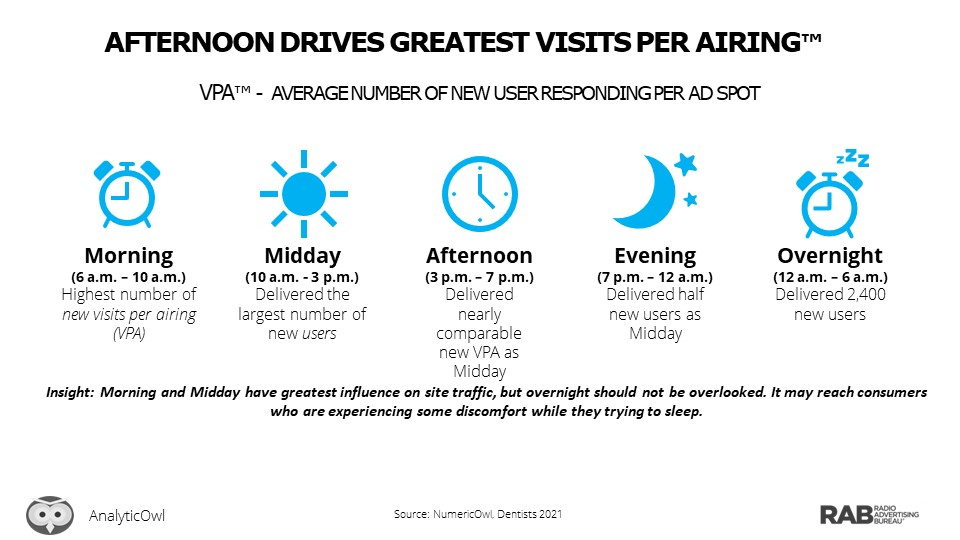 AFTERNOON DRIVES GREATEST VISITS PER AIRING™
VPA™ - AVERAGE NUMBER OF NEW USER RESPONDING PER AD SPOT
zZZ
Morning
(6 a.m. – 10 a.m.)
Highest number of
new visits per airing
(VPA)
Midday
(10 a.m. - 3 p.m.)
Delivered the
largest number of
new users
Afternoon
(3 p.m. – 7 p.m.)
Delivered
nearly
comparable
new VPA as
Midday
Evening
(7 p.m. – 12 a.m.)
Delivered half
new users as
Midday
Overnight
(12 a.m. – 6 a.m.)
Delivered 2,400
new users
Insight: Morning and Midday have greatest influence on site traffic, but overnight should not be overlooked. It may reach consumers
who are experiencing some discomfort while they trying to sleep.
AnalyticOwl
Source: NumericOwl, Dentists 2021
RAB RADIO
ADVERTISING
BUREAU